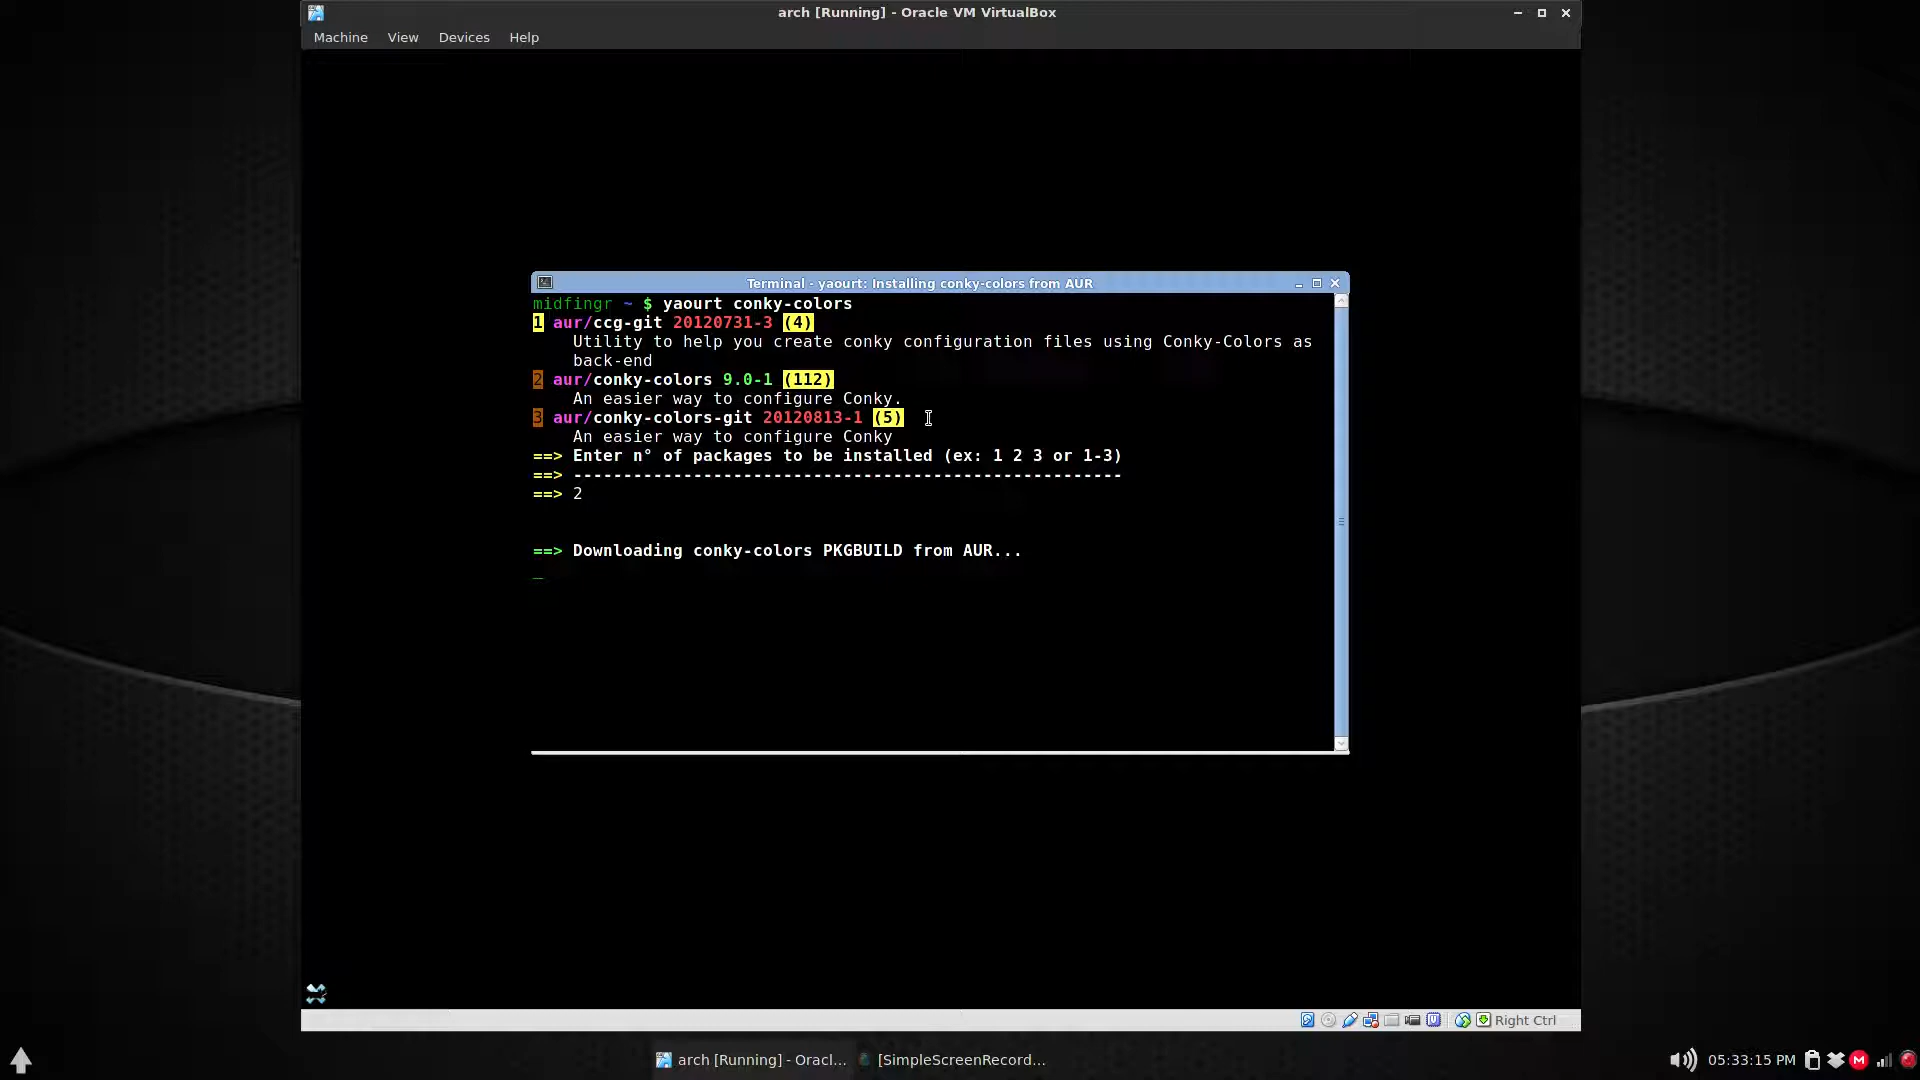 arch [Running] - Oracle VM VirtualBox
Machine View Devices Help
Terminal - yaourt: Installing conky-colors from AUR
midfingr ~ $ yaourt conky-colors
1 aur/ccg-git 20120731-3 (4)
Utility to help you create conky configuration files using Conky-Colors as
back-end
2 aur/conky-colors 9.0-1 (112)
An easier way to configure Conky.
3 aur/conky-colors-git 20120813-1 (5)
An easier way to configure Conky
==> Enter n° of packages to be installed (ex: 1 2 3 or 1-3)
==> -------------------------------------------------------
==> 2
==> Downloading conky-colors PKGBUILD from AUR...
Right Ctrl
arch [Running] - Oracl... [SimpleScreenRecord...
05:33:15 PM